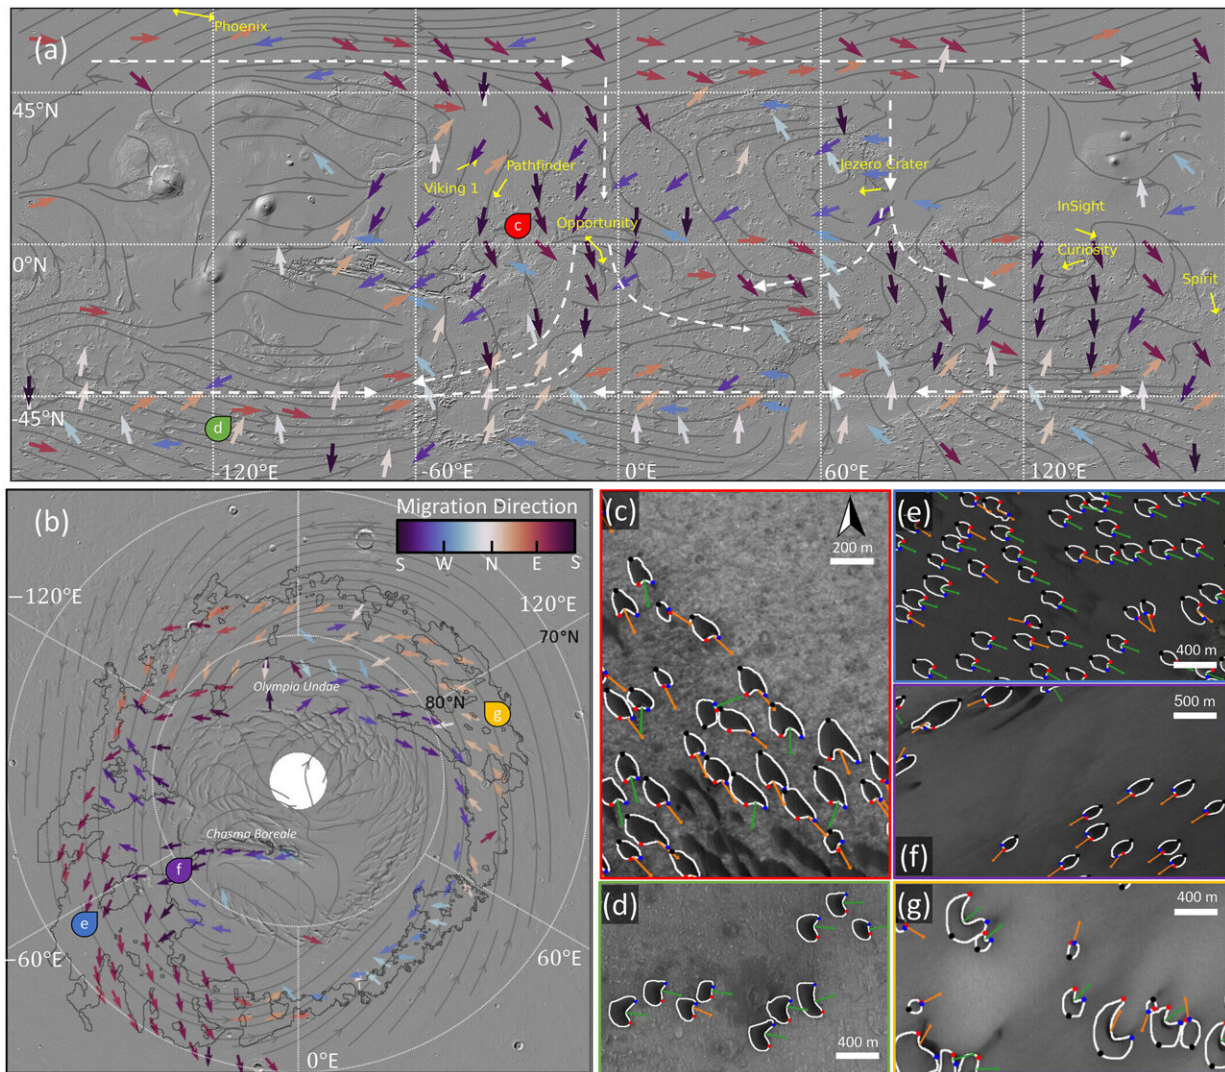 Phoenix
(a)
45°N
Pathfinder
Viking 1
Jezero Crater
c
Opportunity
InSight
0°N
Curiosity
Spirit
-45°N
d
-120°E
-60°E
0°E
60°E
120°E
(b)
Migration Direction
S W N E S
−120°E
120°E
70°N
Olympia Undae
80°N
g
Chasma Boreale
f
e
−60°E
60°E
0°E
(c)
200 m
(d)
400 m
(e)
400 m
500 m
(f)
(g)
400 m